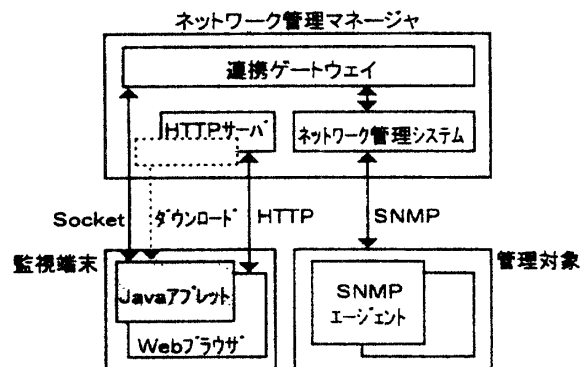 ネットワーク管理マネージャ
連携ゲートウェイ
HTTPサーバ
ネットワーク管理システム
Socket
ダウンロード
HTTP
SNMP
監視端末
管理対象
Javaアプレット
Webブラウザ
SNMP
エージェント